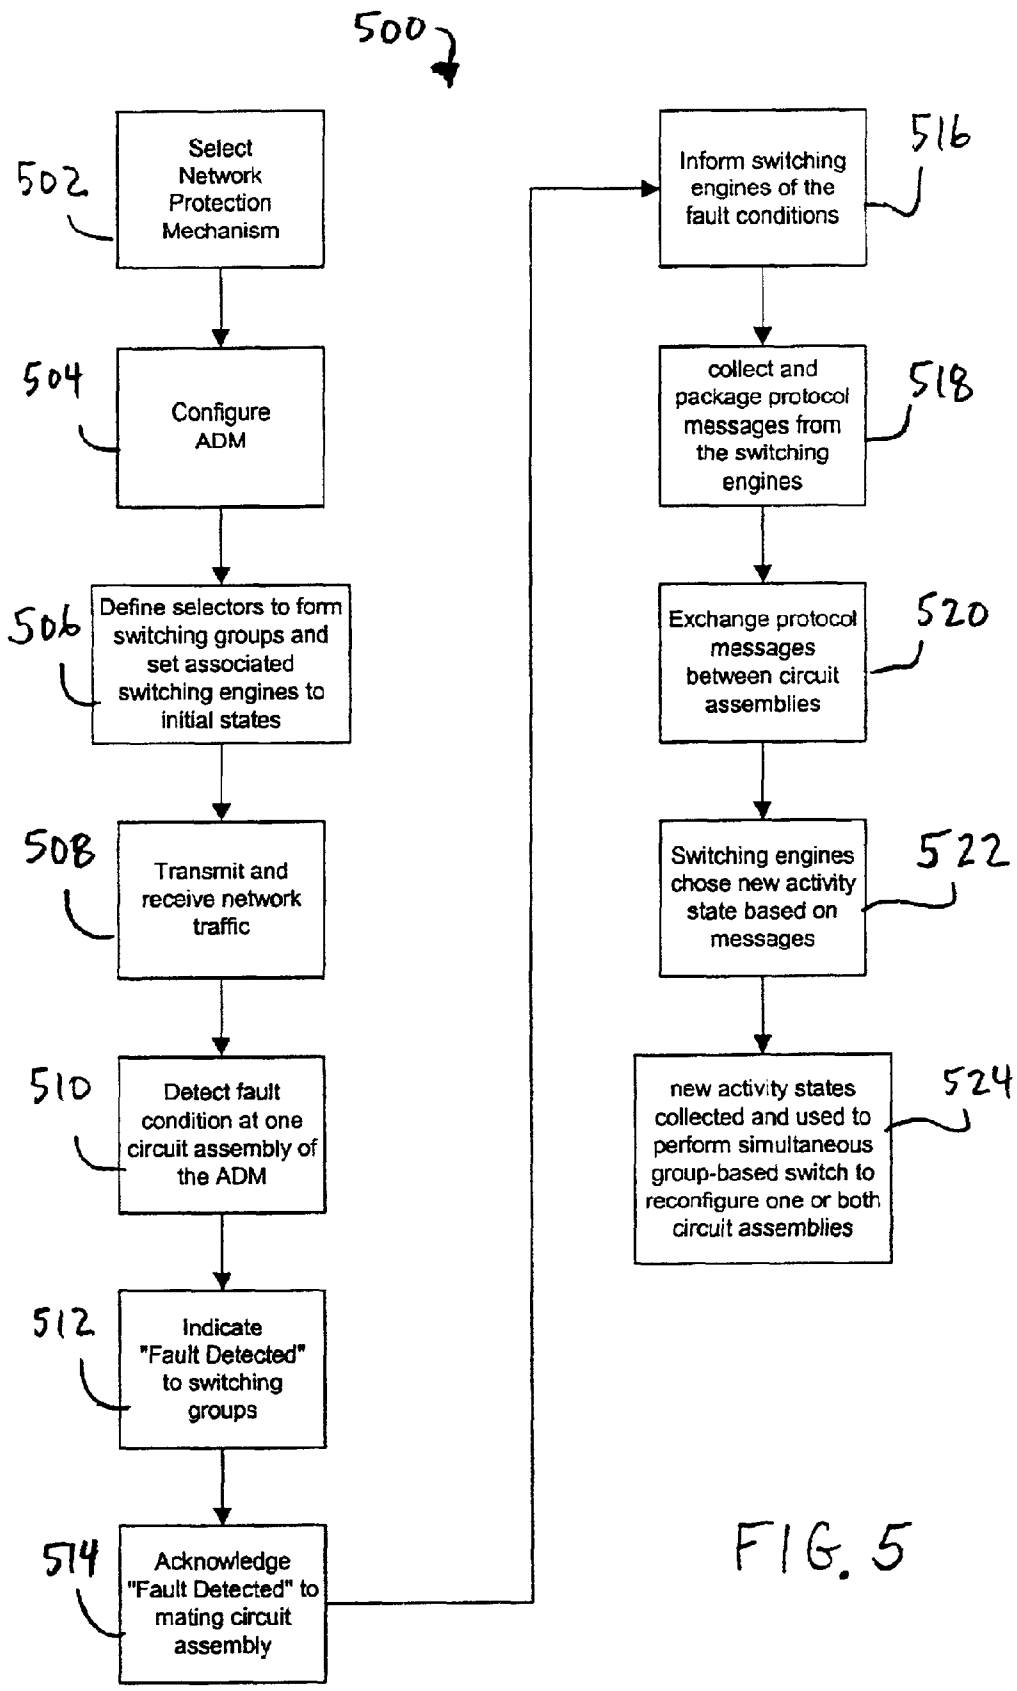 500
502
Select
Network
Protection
Mechanism
504
Configure
ADM
506
Define selectors to form
switching groups and
set associated
switching engines to
initial states
508
Transmit and
receive network
traffic
510
Detect fault
condition at one
circuit assembly of
the ADM
512
Indicate
"Fault Detected"
to switching
groups
514
Acknowledge
"Fault Detected" to
mating circuit
assembly
516
Inform switching
engines of the
fault conditions
518
collect and
package protocol
messages from
the switching
engines
520
Exchange protocol
messages
between circuit
assemblies
522
Switching engines
chose new activity
state based on
messages
524
new activity states
collected and used to
perform simultaneous
group-based switch to
reconfigure one or both
circuit assemblies
FIG. 5